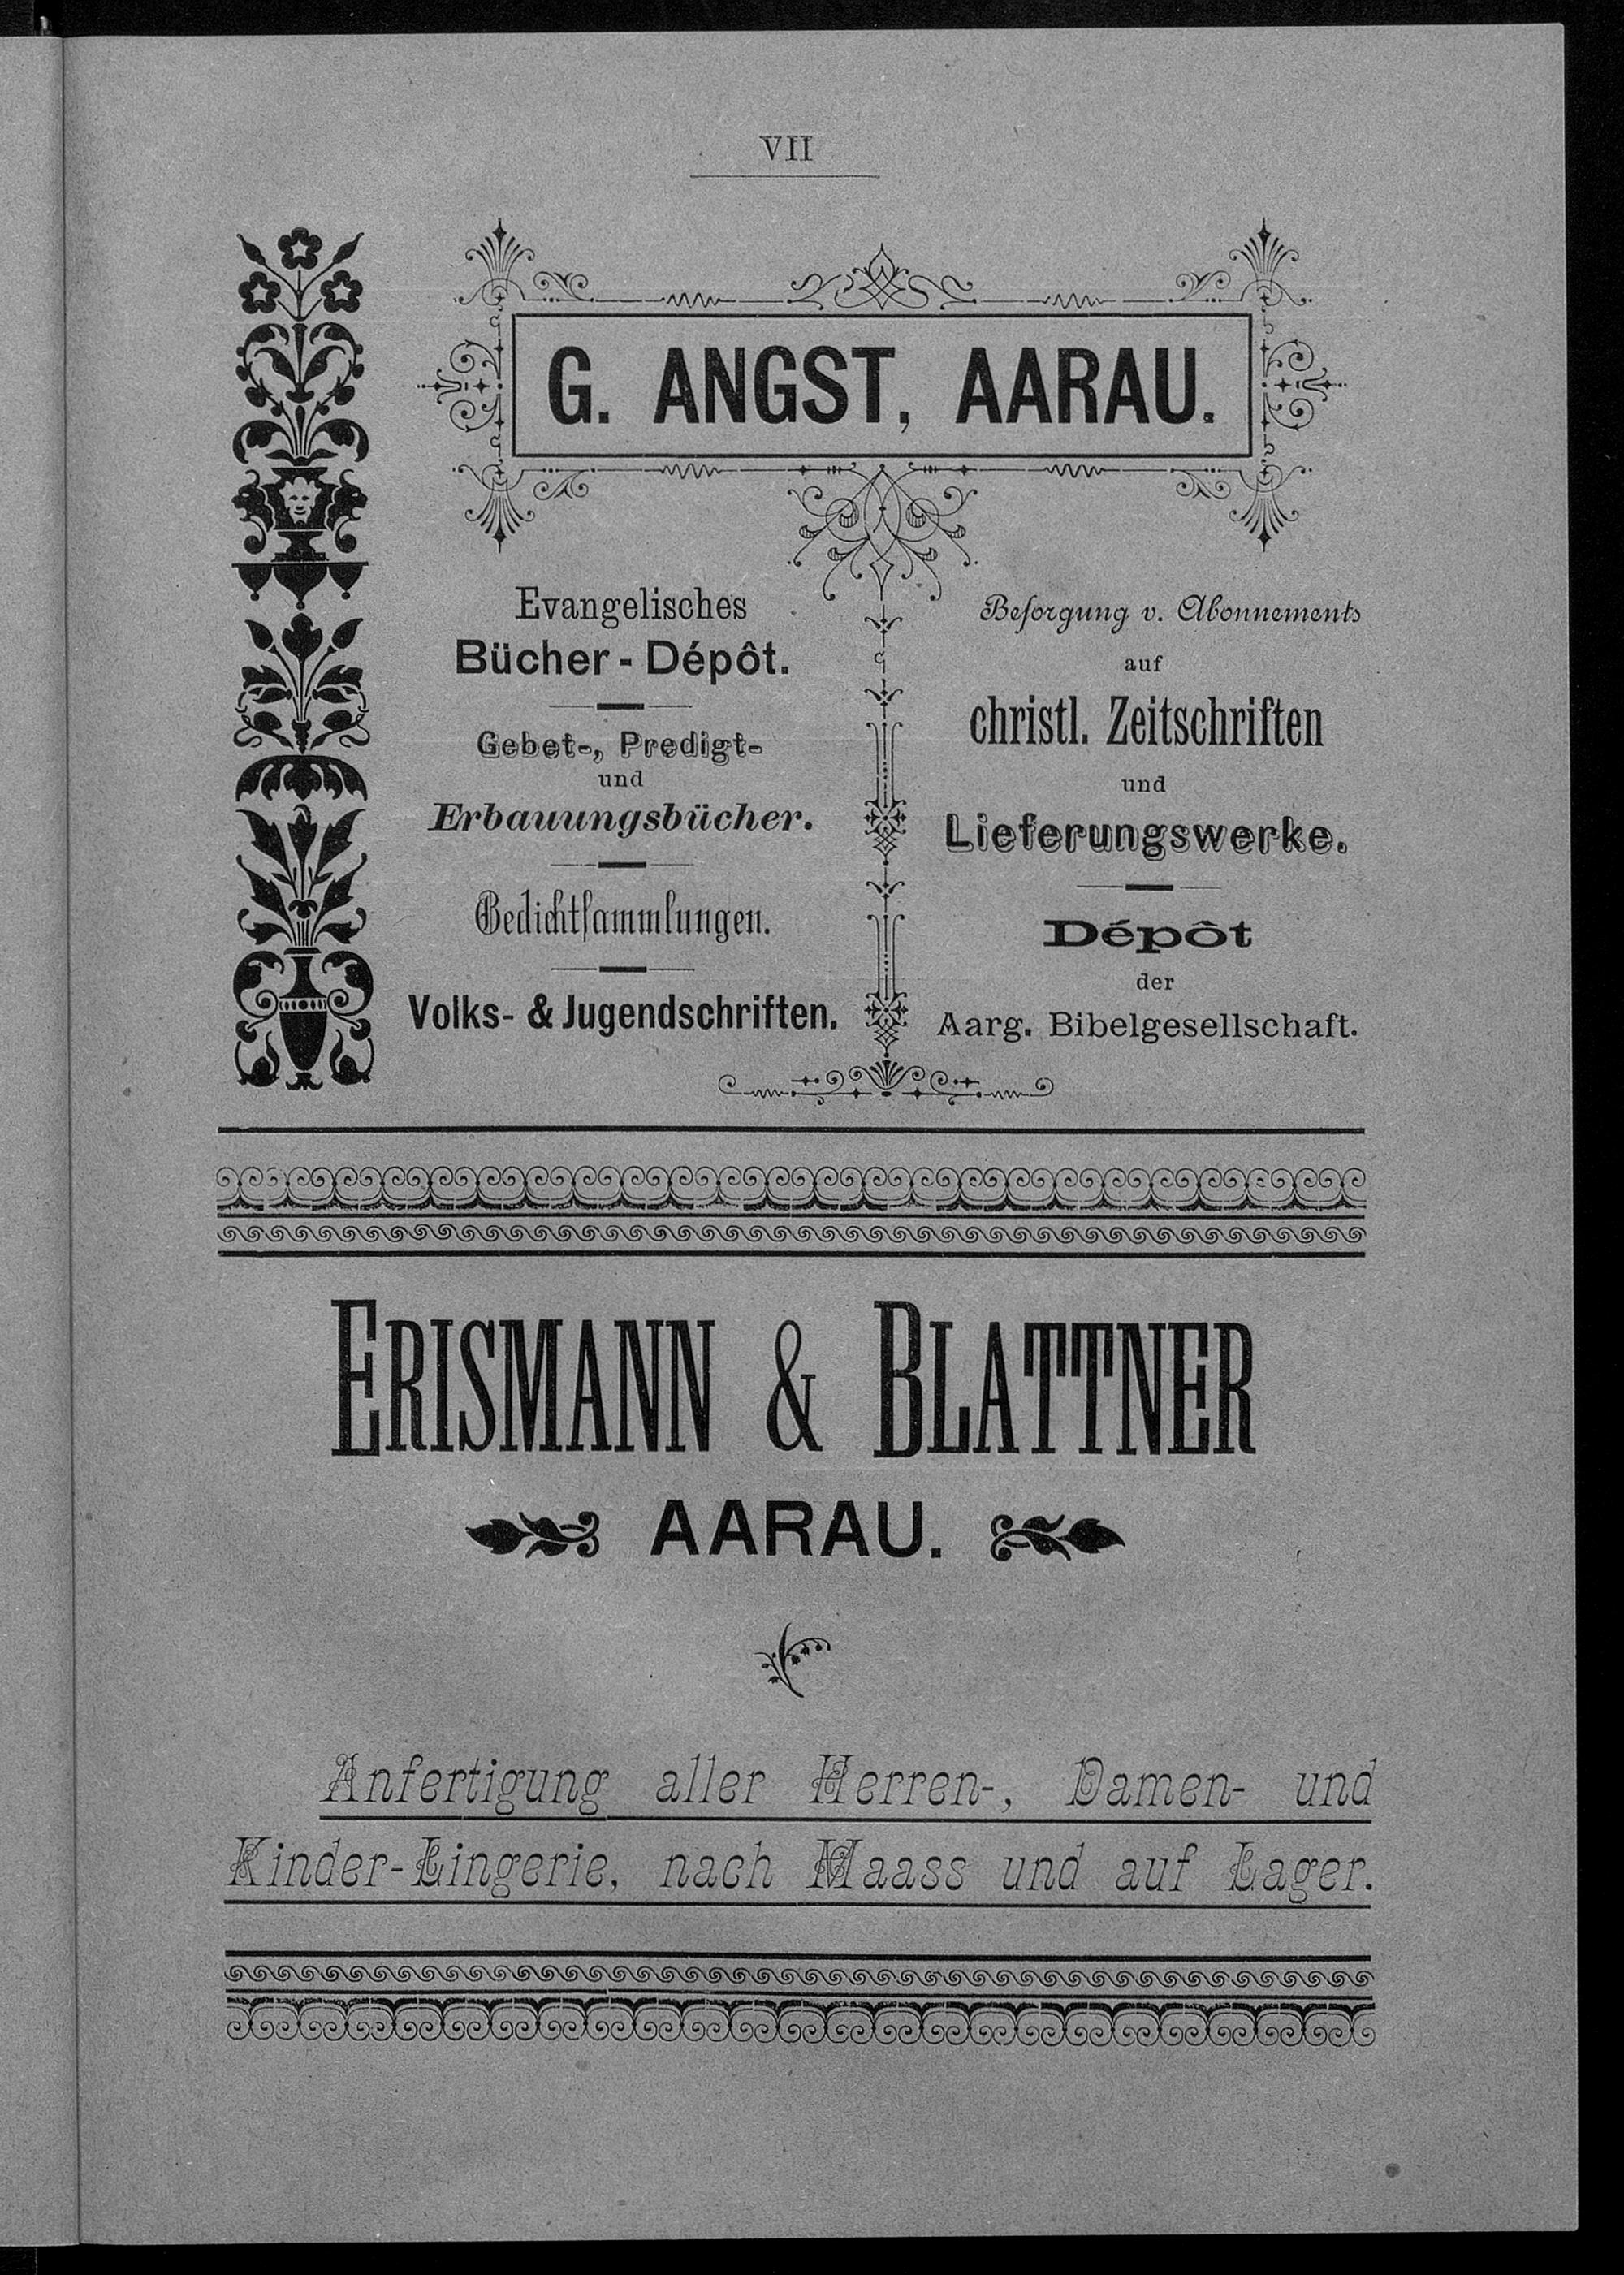 VII
G. ANGST, AARAU.
Evangelisches
Bücher-Dépôt.
Gebet-, Predigt-
und
Erbauungsbücher.
Gedichtsammlungen.
Volks- & Jugendschriften.
Besorgung v. Abonnements
auf
christl. Zeitschriften
und
Lieferungswerke.
Dépôt
der
Aarg. Bibelgesellschaft.
ERISMANN & BLATTNER
AARAU.
Anfertigung aller Herren-, Damen- und
Kinder-Lingerie, nach Maass und auf Lager.